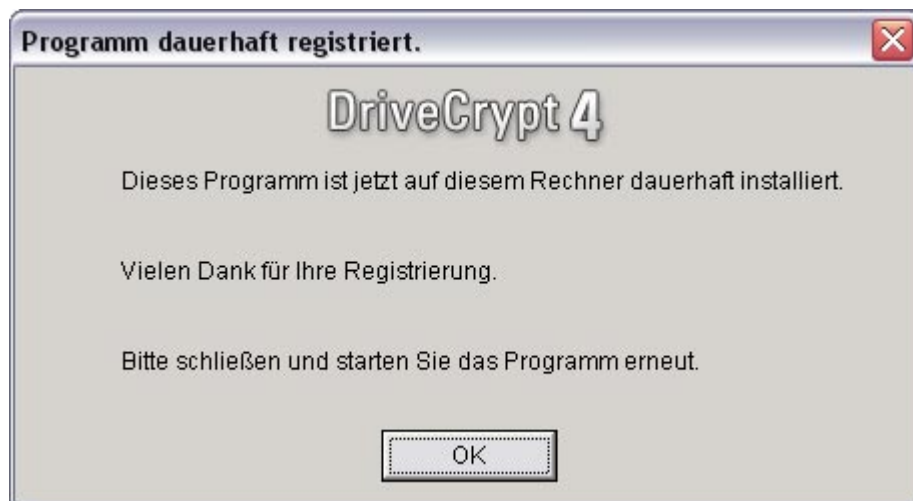 Programm dauerhaft registriert.
DriveCrypt 4
Dieses Programm ist jetzt auf diesem Rechner dauerhaft installiert.
Vielen Dank für Ihre Registrierung.
Bitte schließen und starten Sie das Programm erneut.
OK